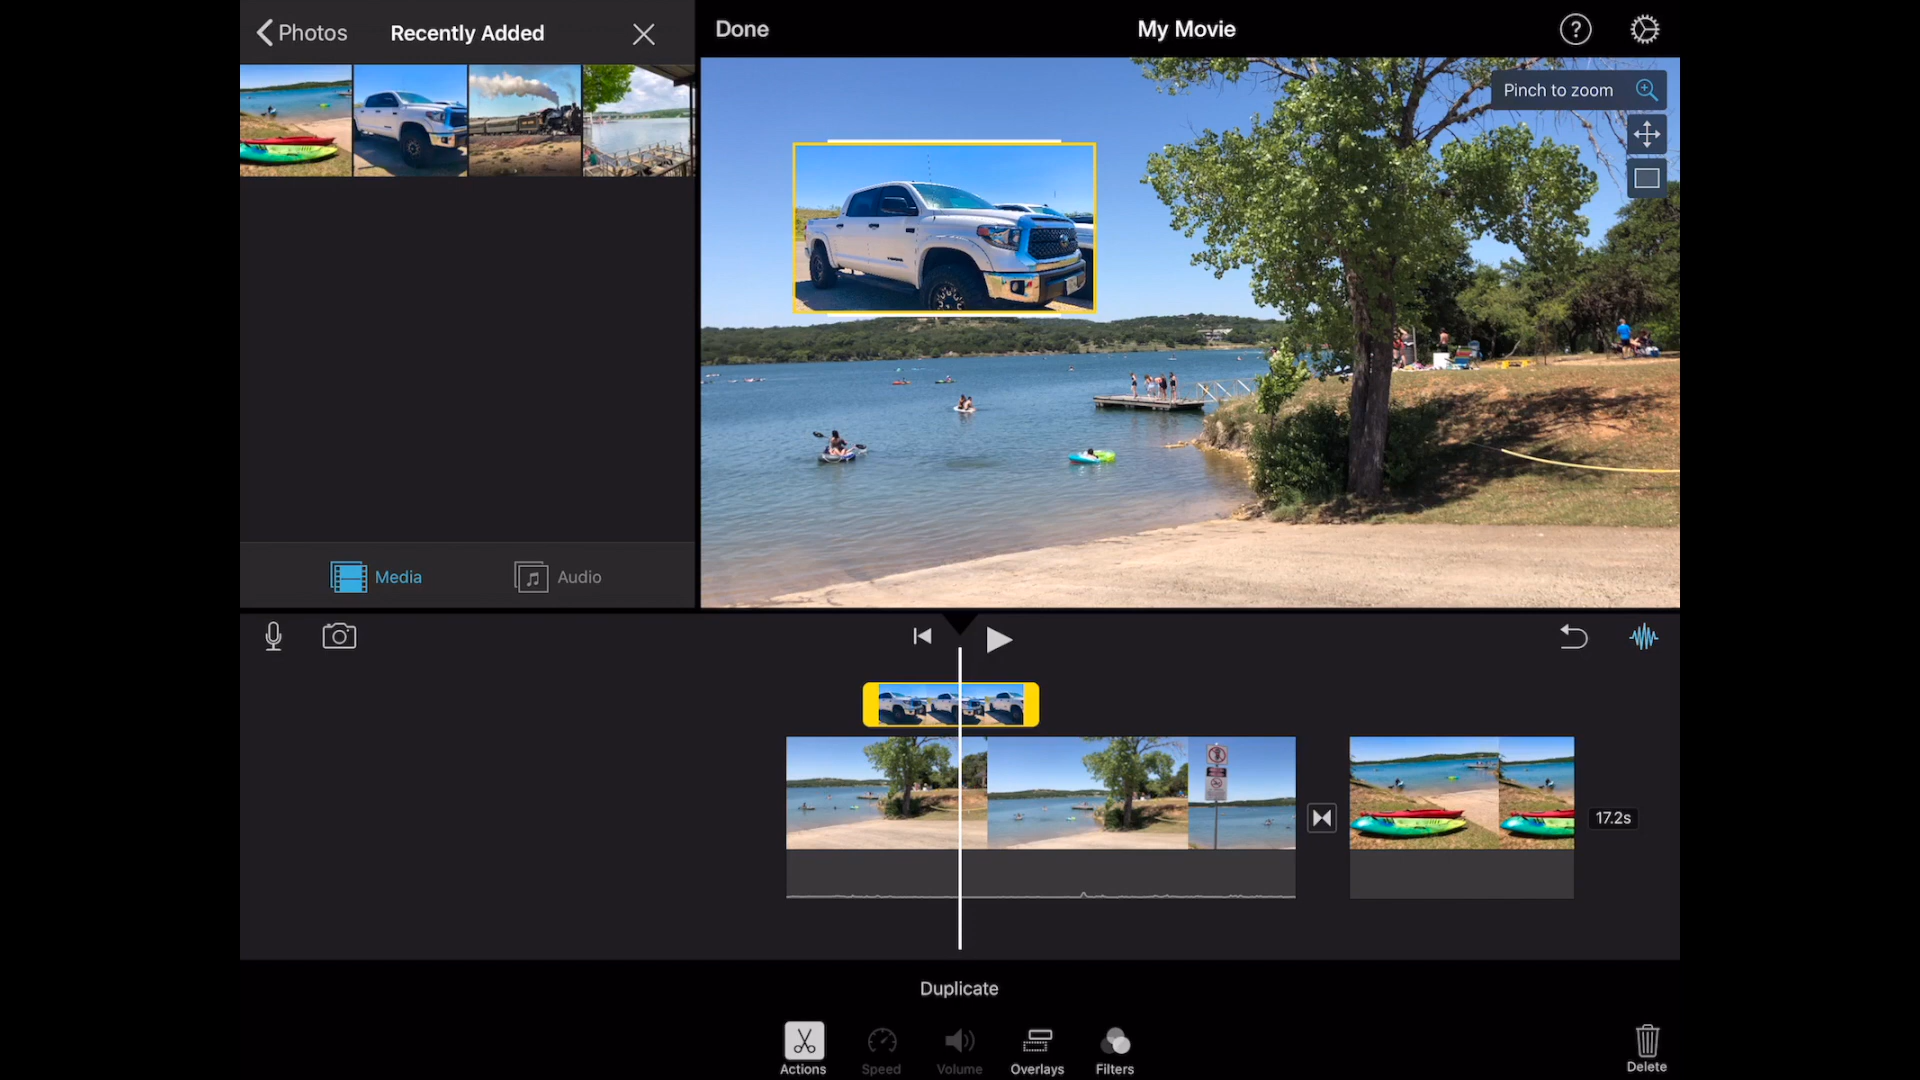 Photos
Recently Added
Done
My Movie
?
Pinch to zoom
Media
Audio
17.2s
Duplicate
Actions
Speed
Volume
Overlays
Filters
Delete